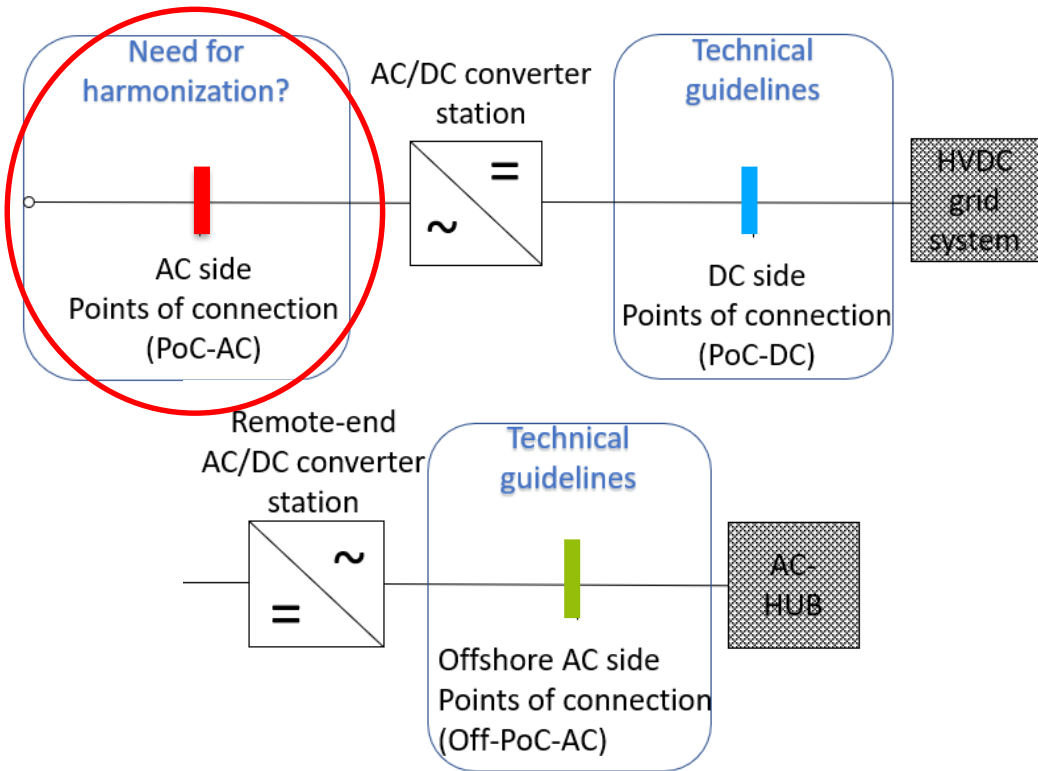 Need for
harmonization?
AC side
Points of connection
(PoC-AC)
AC/DC converter
station
=
~
Technical
guidelines
DC side
Points of connection
(PoC-DC)
HVDC
grid
system
Remote-end
AC/DC converter
station
~
=
Technical
guidelines
Offshore AC side
Points of connection
(Off-PoC-AC)
AC-
HUB